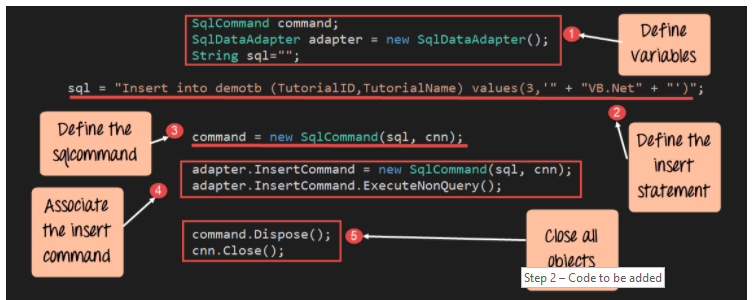 SqlCommand command;
SqlDataAdapter adapter = new SqlDataAdapter();
String sql="";
1
Define
variables
sql = "Insert into demotb (TutorialID,TutorialName) values(3,'" + "VB.Net" + "')";
2
Define the
insert
statement
Define the
sqlcommand
3
command = new SqlCommand(sql, cnn);
adapter.InsertCommand = new SqlCommand(sql, cnn);
adapter.InsertCommand.ExecuteNonQuery();
4
Associate
the insert
command
command.Dispose();
cnn.Close();
5
Close all
objects
Step 2 – Code to be added